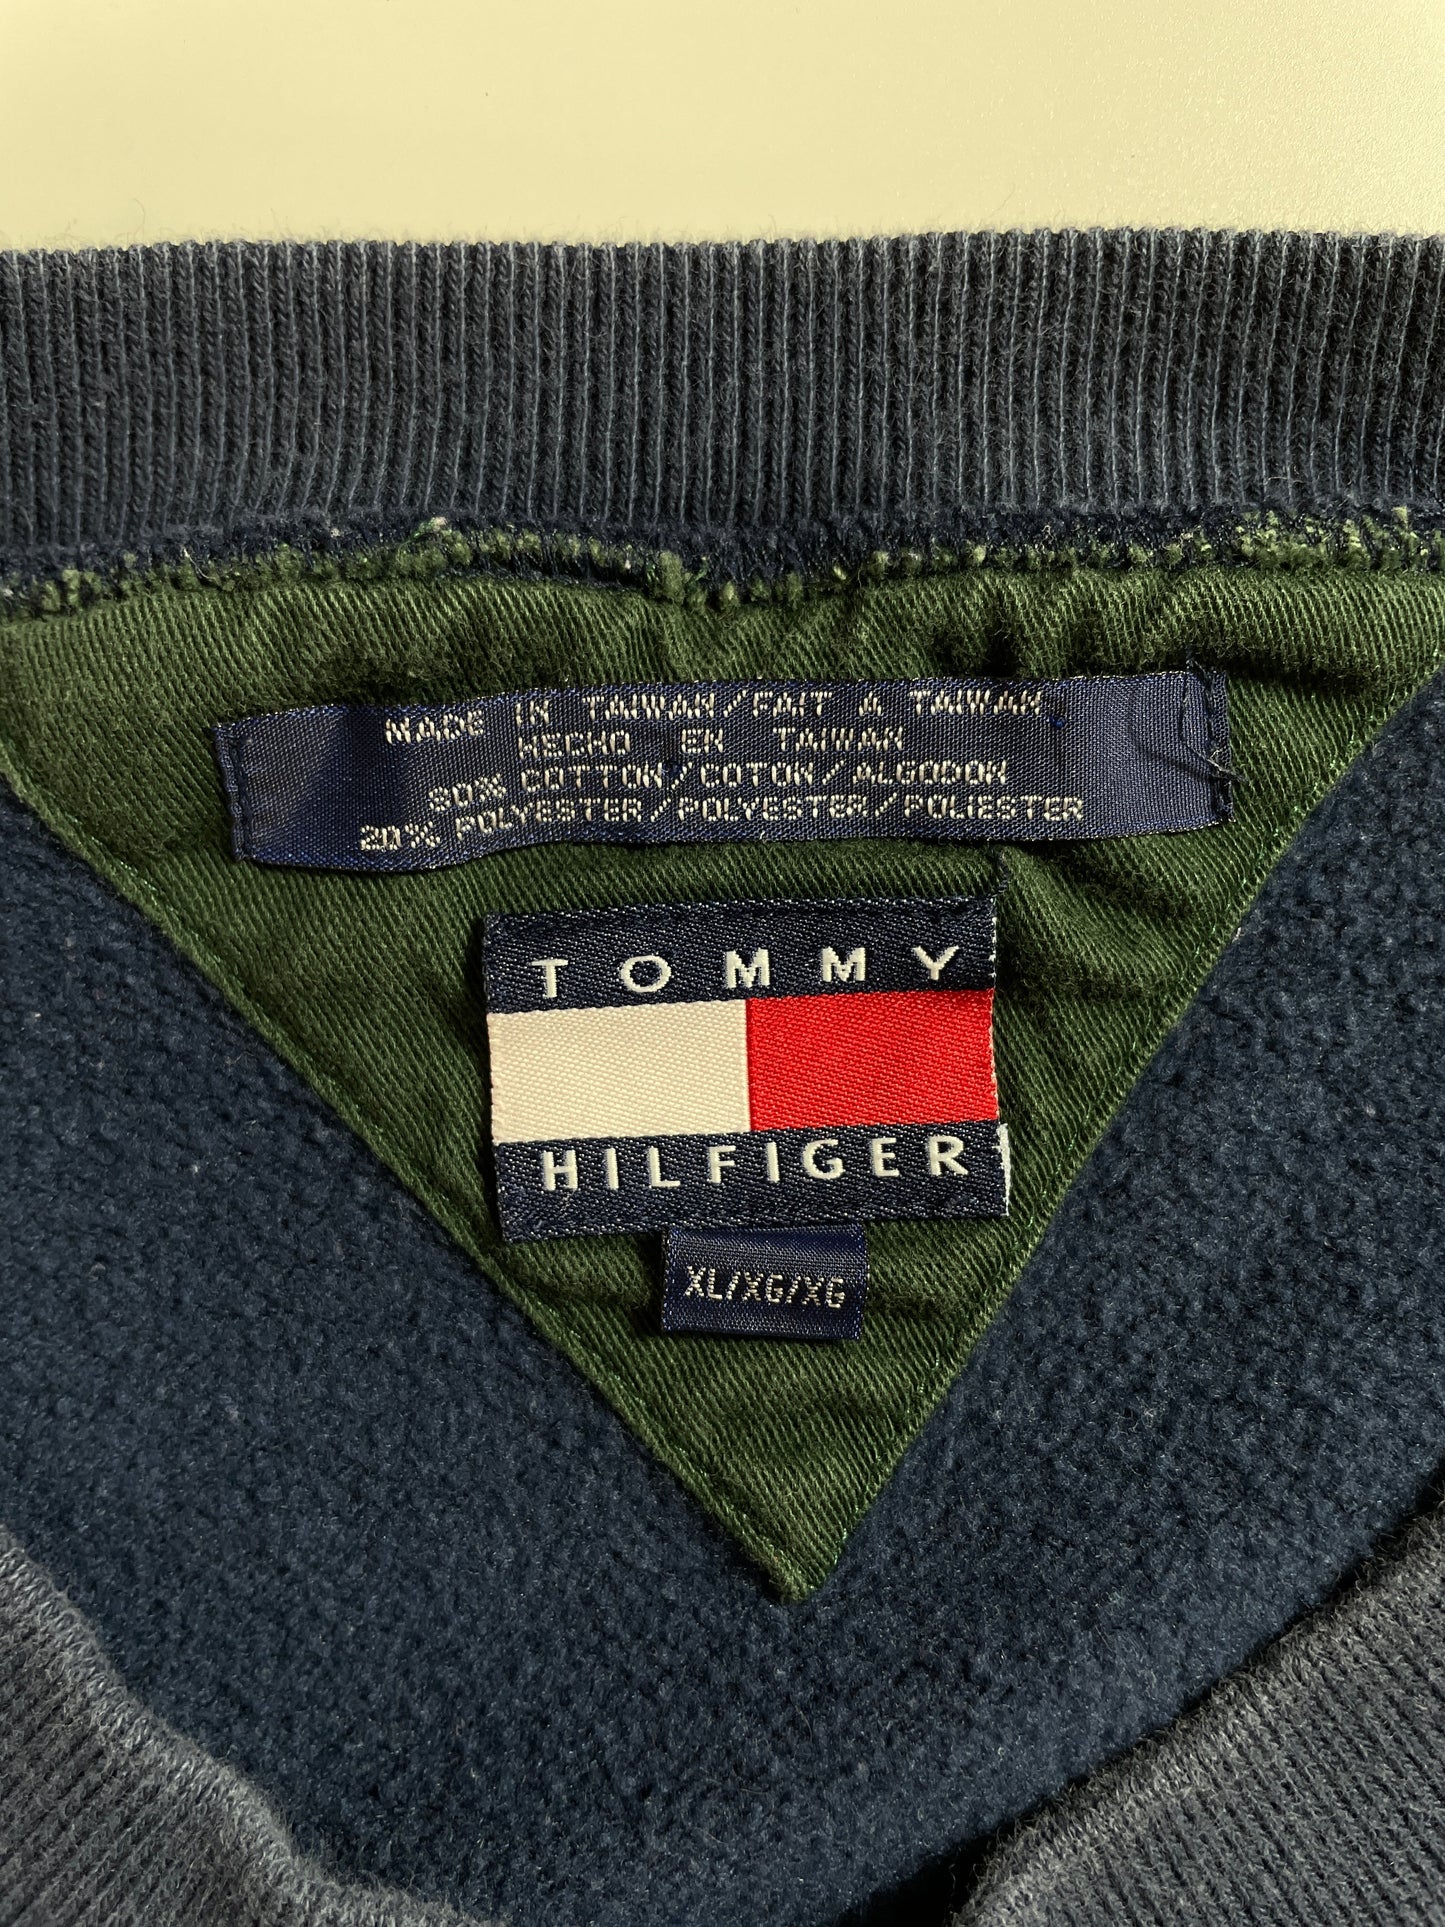 MADE IN TAIWAN/FAIT A TAIWAN
HECHO EN TAIWAN
80% COTTON/COTON/ALGODON
20% POLYESTER/POLYESTER/POLIESTER
TOMMY
HILFIGER
XL/XG/XG